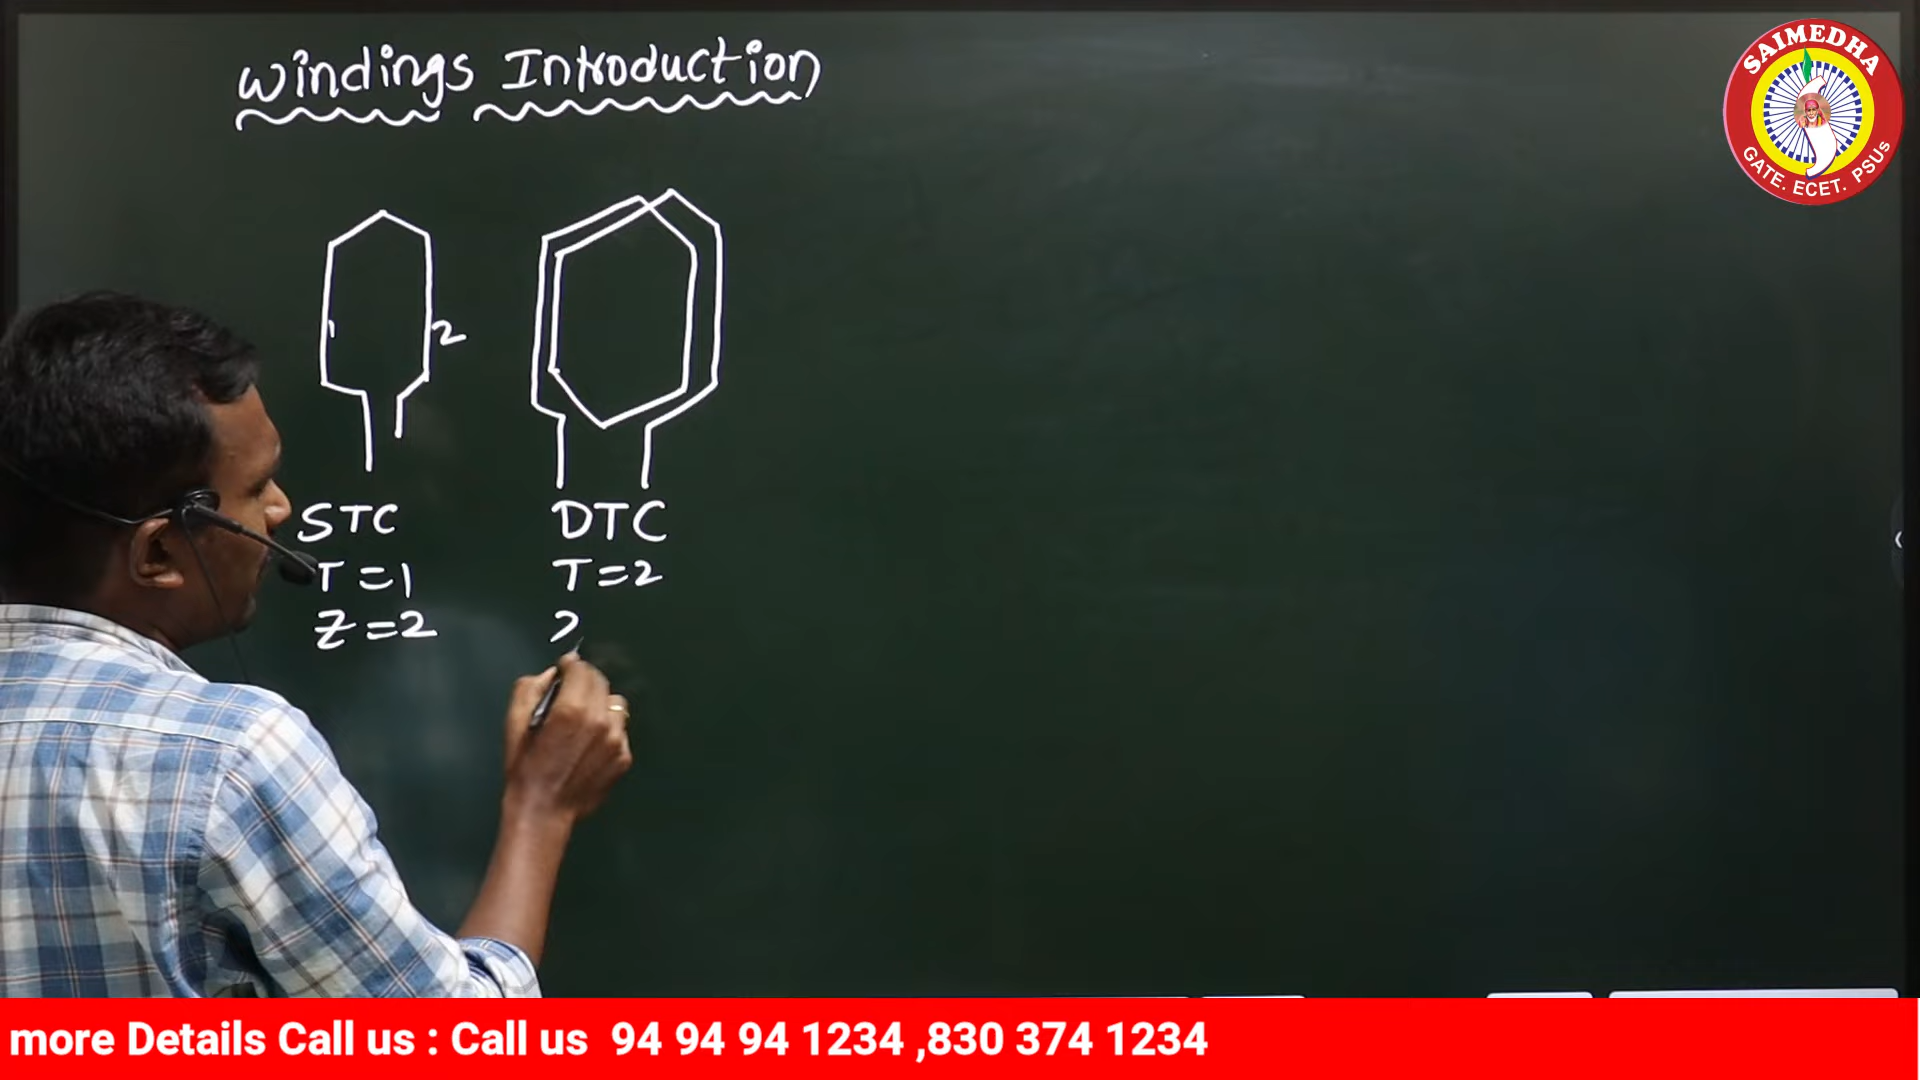 Windings Introduction
1
2
STC
T=1
Z=2
DTC
T=2
SAIMEDHA
GATE. ECET. PSUs
more Details Call us : Call us 94 94 94 1234 ,830 374 1234